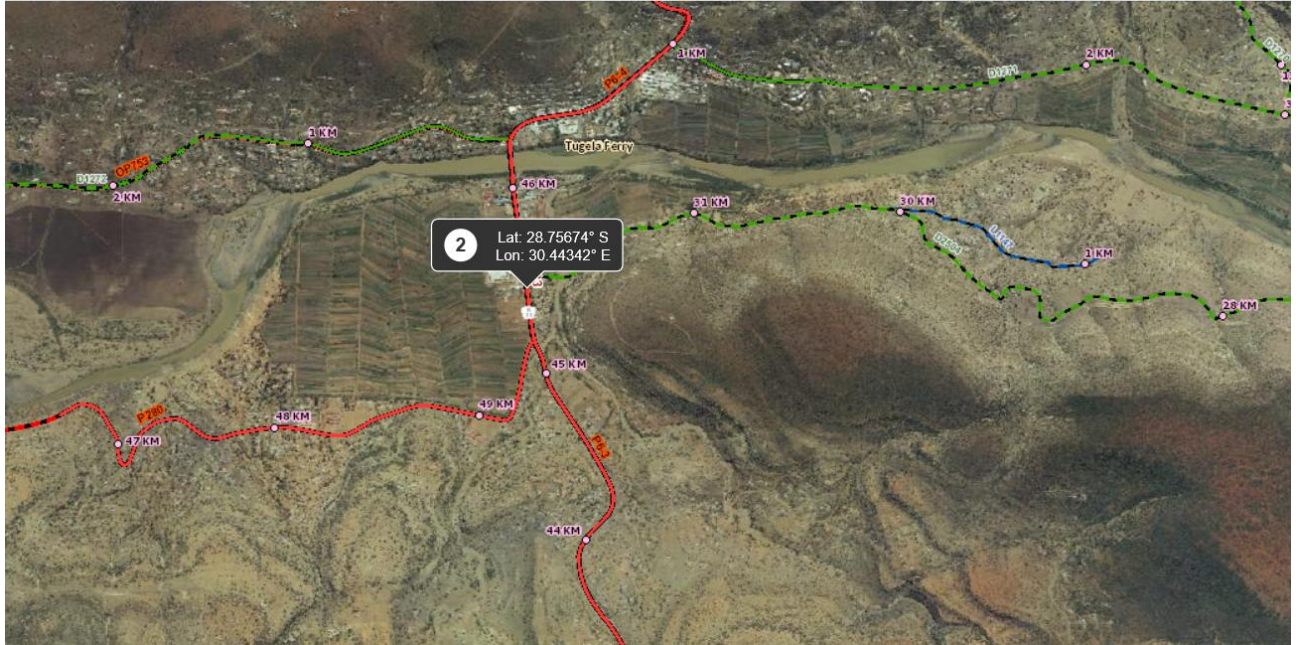 1 KM
2 KM
D1271
P6-4
1 KM
OP753
D1272
2 KM
Tugela Ferry
46 KM
31 KM
30 KM
1 KM
2
Lat: 28.75674° S
Lon: 30.44342° E
28 KM
45 KM
49 KM
48 KM
P280
47 KM
P6-3
44 KM